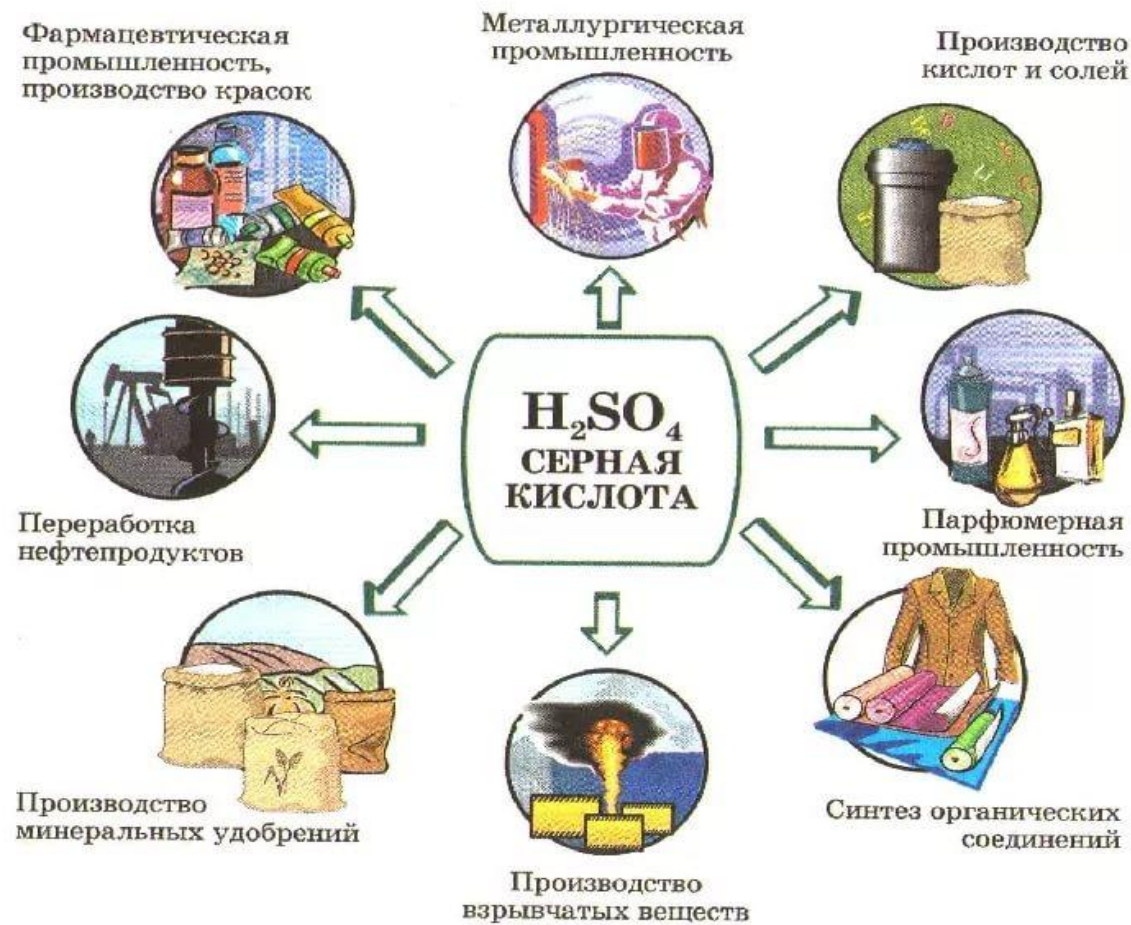 Фармацевтическая
промышленность,
производство красок
Металлургическая
промышленность
Производство
кислот и солей
H₂SO₄
СЕРНАЯ
КИСЛОТА
Переработка
нефтепродуктов
Парфюмерная
промышленность
Производство
минеральных удобрений
Производство
взрывчатых веществ
Синтез органических
соединений